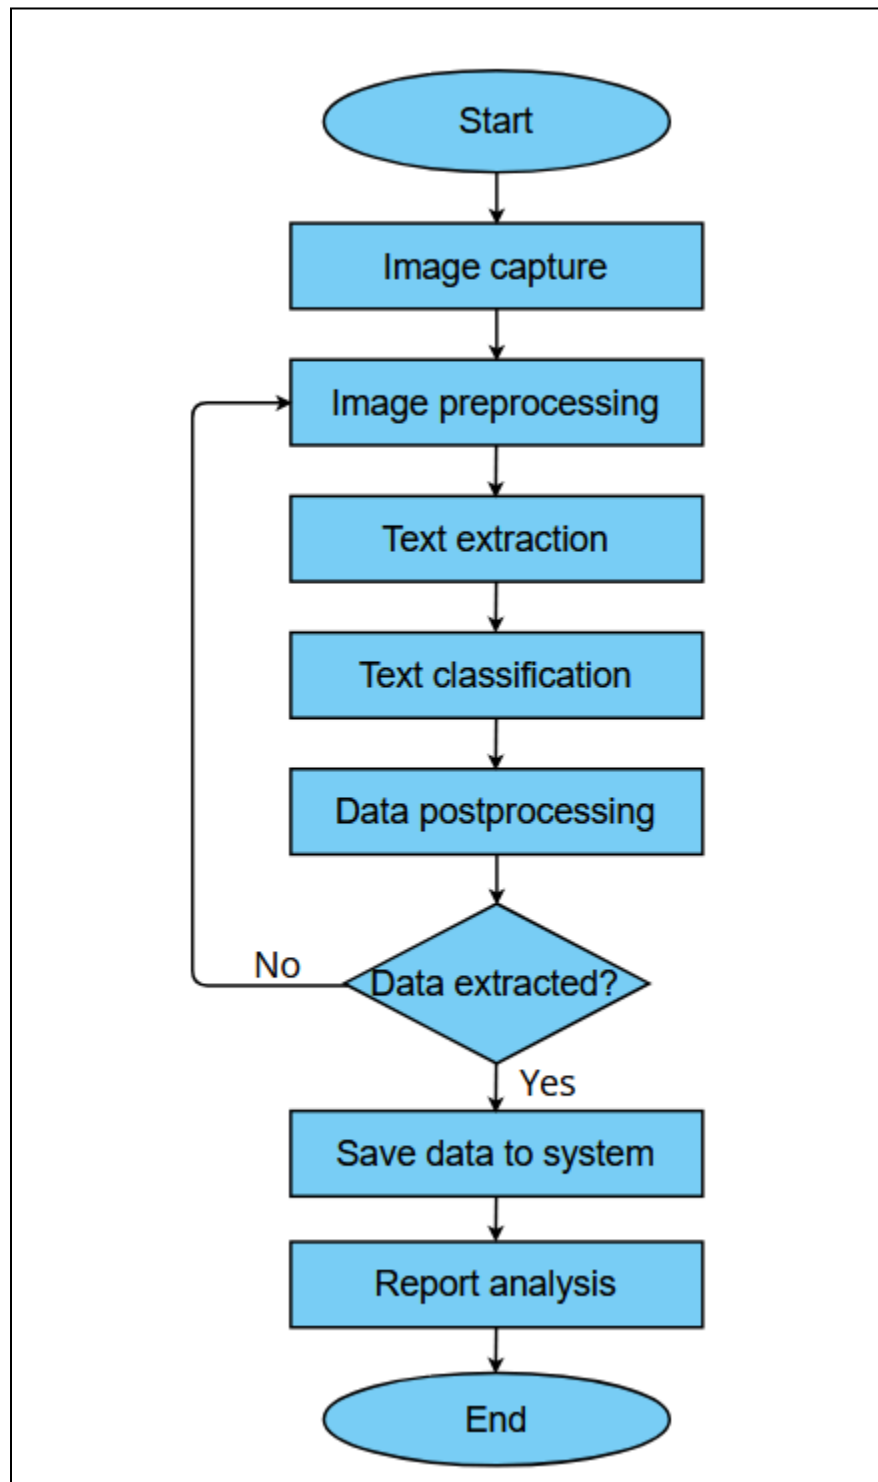 Start
Image capture
Image preprocessing
Text extraction
Text classification
Data postprocessing
No
Data extracted?
Yes
Save data to system
Report analysis
End